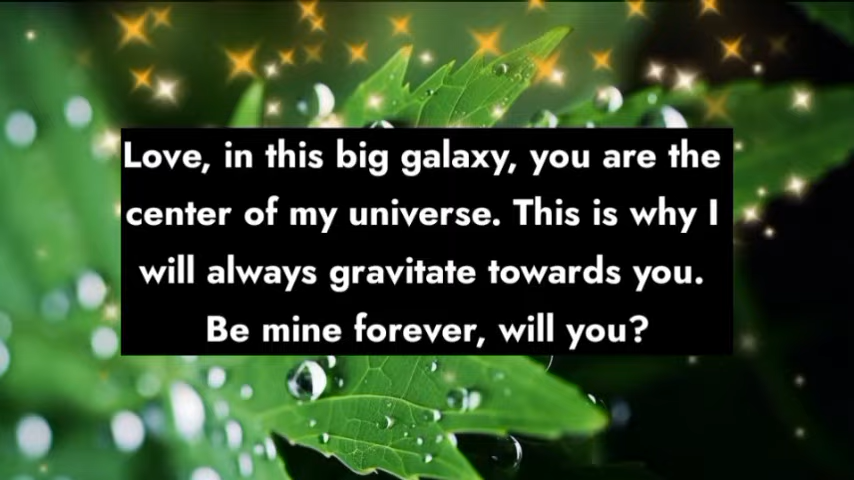 Love, in this big galaxy, you are the
center of my universe. This is why I
will always gravitate towards you.
Be mine forever, will you?